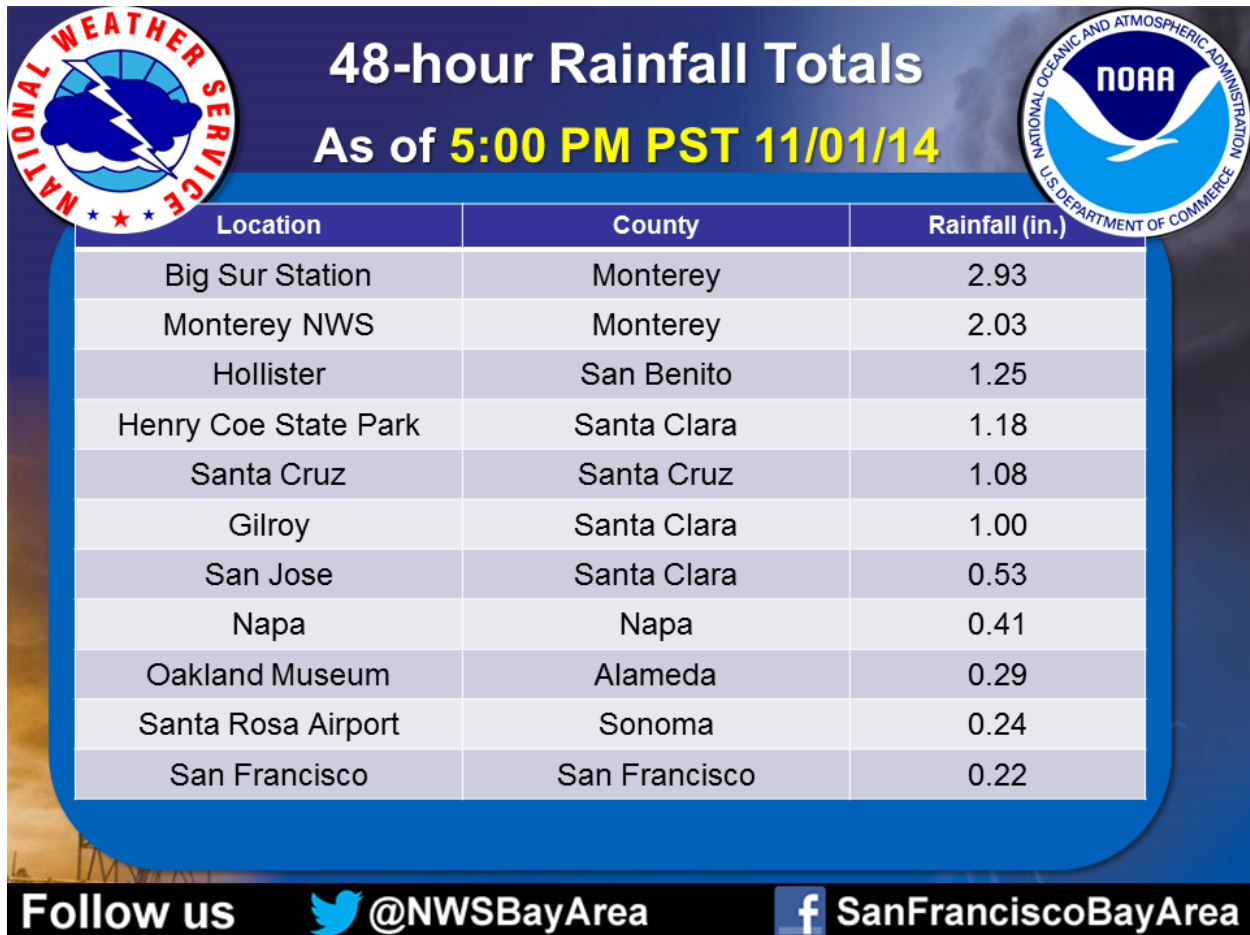 NATIONAL WEATHER SERVICE
NATIONAL OCEANIC AND ATMOSPHERIC ADMINISTRATION
U.S. DEPARTMENT OF COMMERCE
NOAA
48-hour Rainfall Totals
As of 5:00 PM PST 11/01/14
Location County Rainfall (in.)
Big Sur Station Monterey 2.93
Monterey NWS Monterey 2.03
Hollister San Benito 1.25
Henry Coe State Park Santa Clara 1.18
Santa Cruz Santa Cruz 1.08
Gilroy Santa Clara 1.00
San Jose Santa Clara 0.53
Napa Napa 0.41
Oakland Museum Alameda 0.29
Santa Rosa Airport Sonoma 0.24
San Francisco San Francisco 0.22
Follow us @NWSBayArea f SanFranciscoBayArea